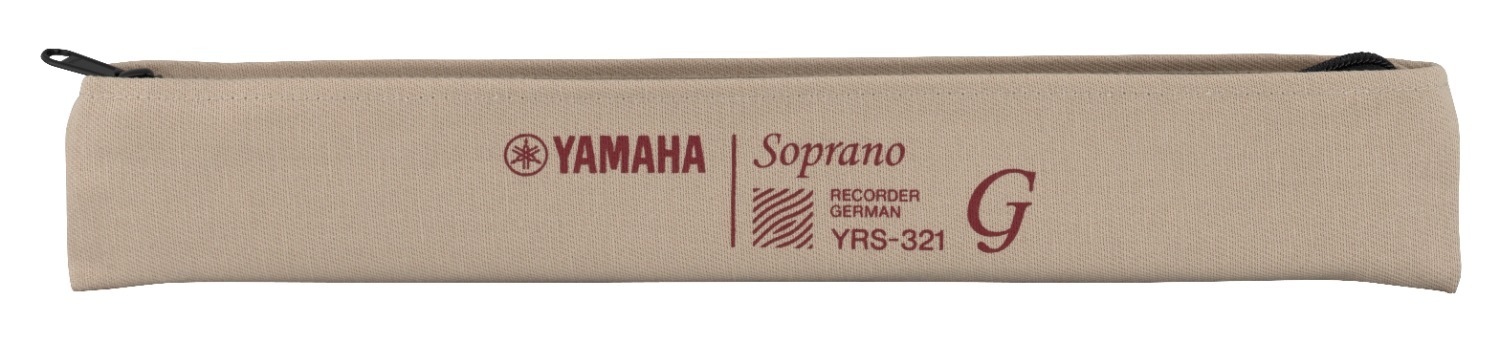 YAMAHA
Soprano
RECORDER
GERMAN
YRS-321
G